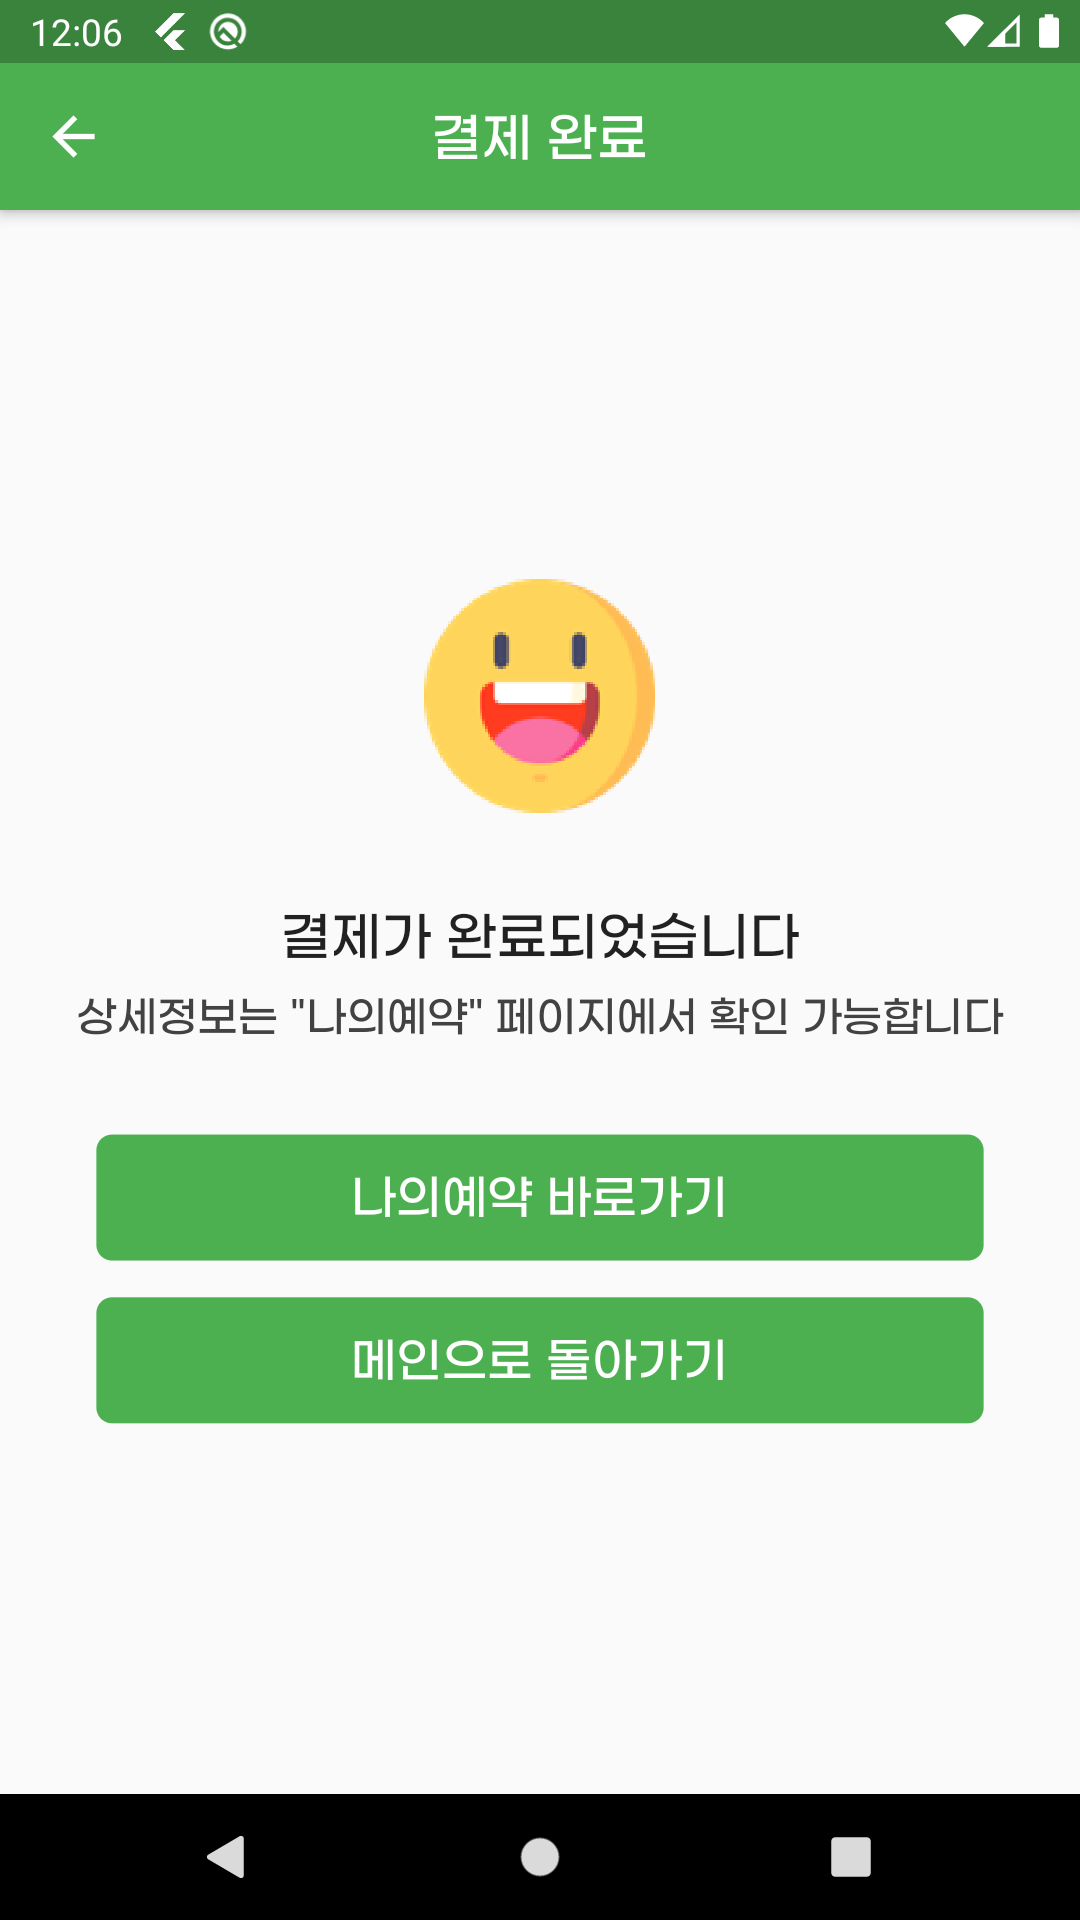 12:06
결제 완료
결제가 완료되었습니다
상세정보는 "나의예약" 페이지에서 확인 가능합니다
나의예약 바로가기
메인으로 돌아가기